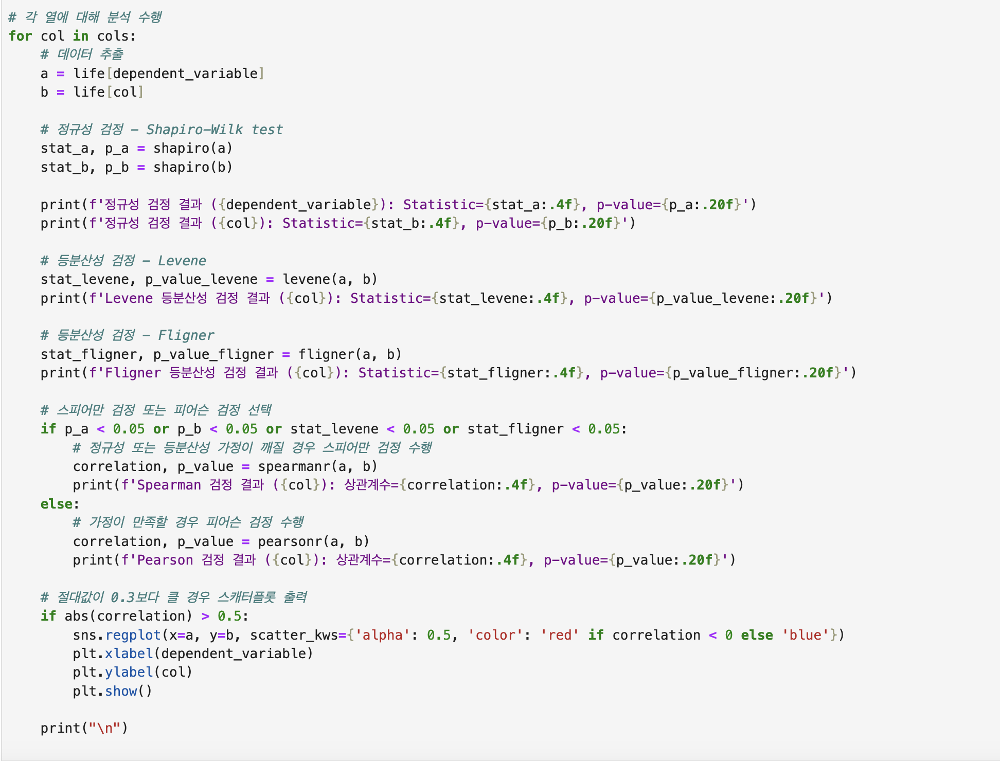 # 각 열에 대해 분석 수행
for col in cols:
    # 데이터 추출
    a = life[dependent_variable]
    b = life[col]

    # 정규성 검정 – Shapiro-Wilk test
    stat_a, p_a = shapiro(a)
    stat_b, p_b = shapiro(b)

    print(f'정규성 검정 결과 ({dependent_variable}): Statistic={stat_a:.4f}, p-value={p_a:.20f}')
    print(f'정규성 검정 결과 ({col}): Statistic={stat_b:.4f}, p-value={p_b:.20f}')

    # 등분산성 검정 – Levene
    stat_levene, p_value_levene = levene(a, b)
    print(f'Levene 등분산성 검정 결과 ({col}): Statistic={stat_levene:.4f}, p-value={p_value_levene:.20f}')

    # 등분산성 검정 – Fligner
    stat_fligner, p_value_fligner = fligner(a, b)
    print(f'Fligner 등분산성 검정 결과 ({col}): Statistic={stat_fligner:.4f}, p-value={p_value_fligner:.20f}')

    # 스피어만 검정 또는 피어슨 검정 선택
    if p_a < 0.05 or p_b < 0.05 or stat_levene < 0.05 or stat_fligner < 0.05:
        # 정규성 또는 등분산성 가정이 깨질 경우 스피어만 검정 수행
        correlation, p_value = spearmanr(a, b)
        print(f'Spearman 검정 결과 ({col}): 상관계수={correlation:.4f}, p-value={p_value:.20f}')
    else:
        # 가정이 만족할 경우 피어슨 검정 수행
        correlation, p_value = pearsonr(a, b)
        print(f'Pearson 검정 결과 ({col}): 상관계수={correlation:.4f}, p-value={p_value:.20f}')

    # 절대값이 0.3보다 클 경우 스캐터플롯 출력
    if abs(correlation) > 0.5:
        sns.regplot(x=a, y=b, scatter_kws={'alpha': 0.5, 'color': 'red' if correlation < 0 else 'blue'})
        plt.xlabel(dependent_variable)
        plt.ylabel(col)
        plt.show()

    print("\n")